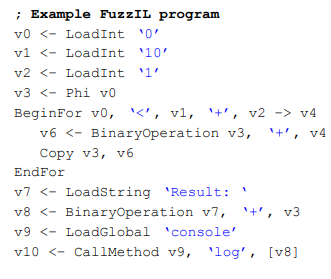 ; Example FuzzIL program
v0 <- LoadInt ‘0’
v1 <- LoadInt ‘10’
v2 <- LoadInt ‘1’
v3 <- Phi v0
BeginFor v0, ‘<’, v1, ‘+’, v2 -> v4
v6 <- BinaryOperation v3, ‘+’, v4
Copy v3, v6
EndFor
v7 <- LoadString ‘Result: ‘
v8 <- BinaryOperation v7, ‘+’, v3
v9 <- LoadGlobal ‘console’
v10 <- CallMethod v9, ‘log’, [v8]